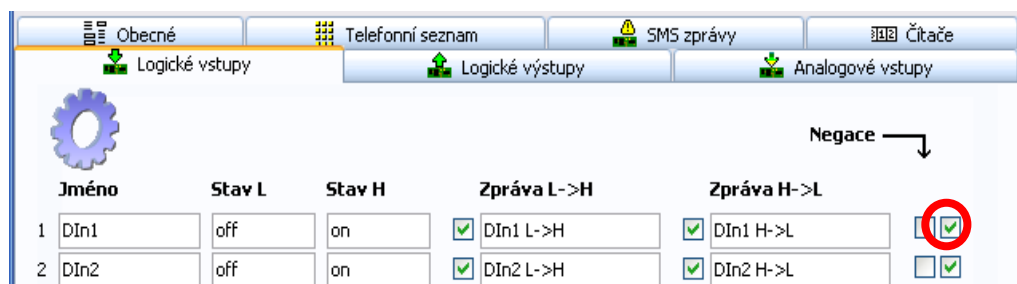 Obecné Telefonní seznam SMS zprávy Čítače
Logické vstupy Logické výstupy Analogové vstupy
Negace
Jméno Stav L Stav H Zpráva L->H Zpráva H->L
1 DIn1 off on DIn1 L->H DIn1 H->L
2 DIn2 off on DIn2 L->H DIn2 H->L